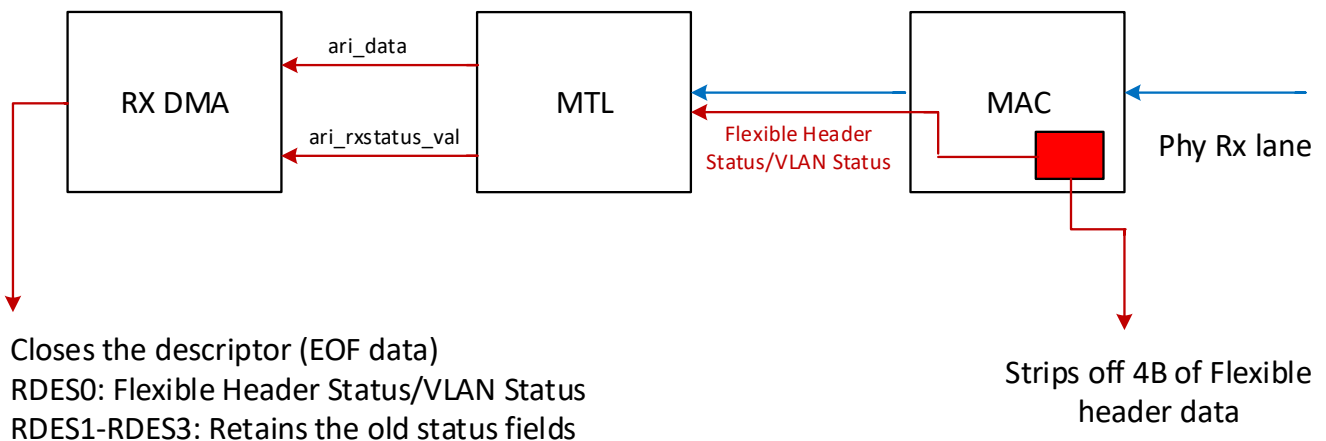 ari_data
RX DMA
MTL
MAC
ari_rxstatus_val
Flexible Header
Status/VLAN Status
Phy Rx lane
Closes the descriptor (EOF data)
RDES0: Flexible Header Status/VLAN Status
RDES1-RDES3: Retains the old status fields
Strips off 4B of Flexible
header data